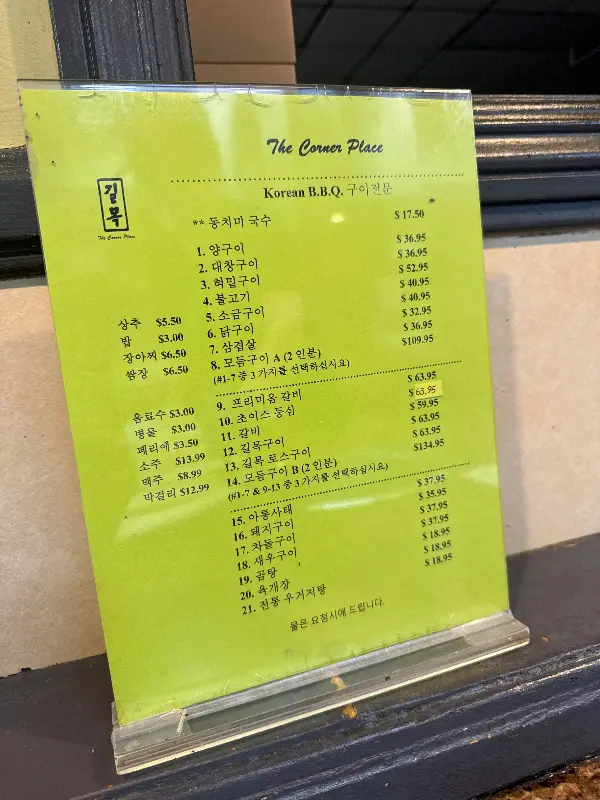 The Corner Place
길목
The Corner Place
Korean B.B.Q. 구이전문
** 동치미 국수 $ 17.50
1. 양구이 $ 36.95
2. 대창구이 $ 36.95
3. 혀밑구이 $ 52.95
4. 불고기 $ 40.95
5. 소금구이 $ 40.95
6. 닭구이 $ 32.95
7. 삼겹살 $ 36.95
8. 모듬구이 A (2 인분) $109.95
(#1-7 중 3 가지를 선택하십시요)
9. 프리미움 갈비 $ 63.95
10. 초이스 등심 $ 63.95
11. 갈비 $ 59.95
12. 길목구이 $ 63.95
13. 길목 로스구이 $ 63.95
14. 모듬구이 B (2 인분) $134.95
(#1-7 & 9-13 중 3 가지를 선택하십시요)
15. 아롱사태 $ 37.95
16. 돼지구이 $ 35.95
17. 차돌구이 $ 37.95
18. 새우구이 $ 37.95
19. 곰탕 $ 18.95
20. 육개장 $ 18.95
21. 전통 우거지탕 $ 18.95
물은 요청시에 드립니다.
상추 $5.50
밥 $3.00
장아찌 $6.50
쌈장 $6.50
음료수 $3.00
병물 $3.00
페리에 $3.50
소주 $13.99
맥주 $8.99
막걸리 $12.99